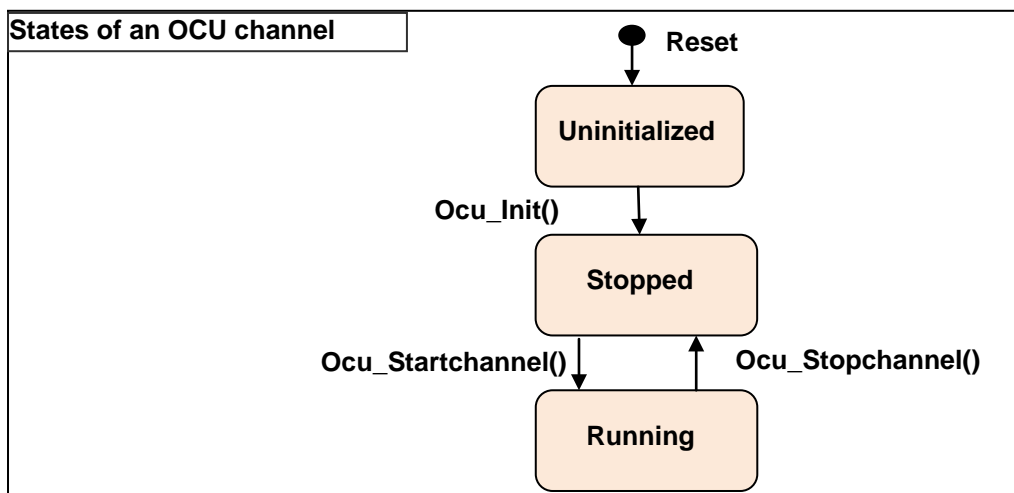 States of an OCU channel
Reset
Uninitialized
Ocu_Init()
Stopped
Ocu_Startchannel()
Ocu_Stopchannel()
Running